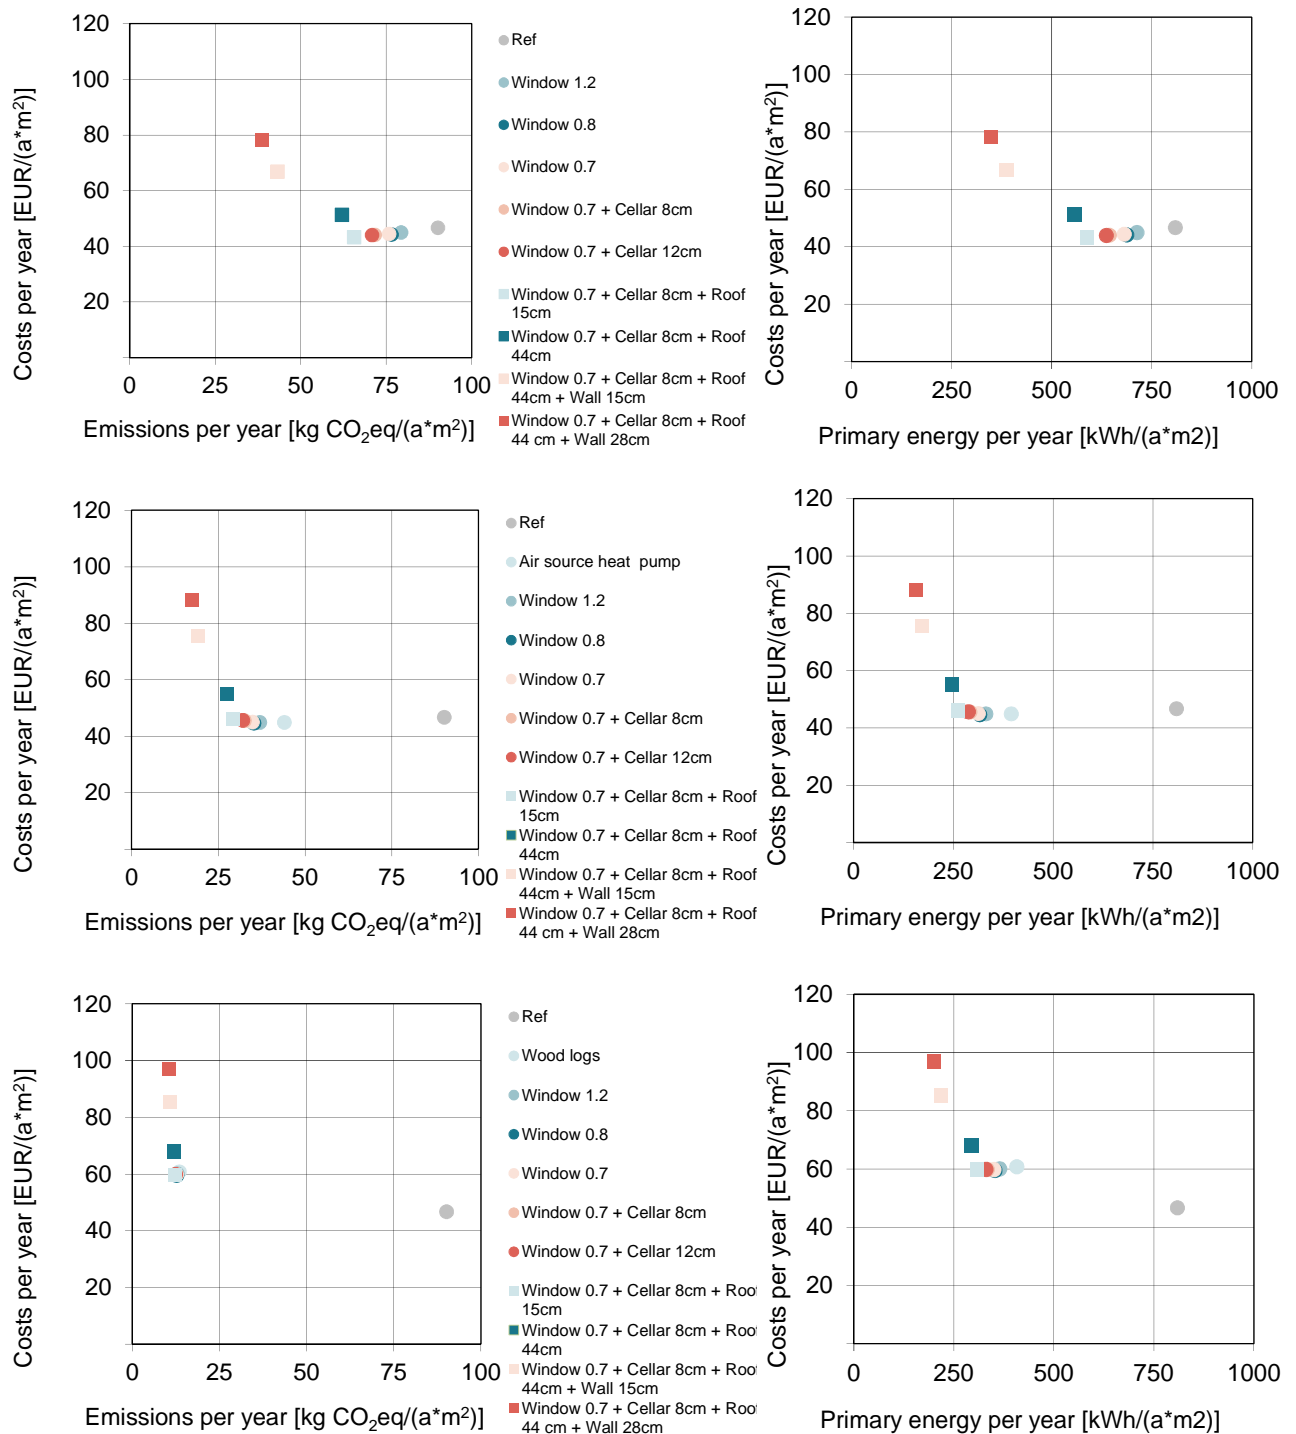 120
100
80
60
40
20
0
25
50
75
100
Costs per year [EUR/(a*m²)]
Emissions per year [kg CO₂eq/(a*m²)]
Ref
Window 1.2
Window 0.8
Window 0.7
Window 0.7 + Cellar 8cm
Window 0.7 + Cellar 12cm
Window 0.7 + Cellar 8cm + Roof
15cm
Window 0.7 + Cellar 8cm + Roof
44cm
Window 0.7 + Cellar 8cm + Roof
44cm + Wall 15cm
Window 0.7 + Cellar 8cm + Roof
44 cm + Wall 28cm
120
100
80
60
40
20
0
250
500
750
1000
Costs per year [EUR/(a*m²)]
Primary energy per year [kWh/(a*m2)]
120
100
80
60
40
20
0
25
50
75
100
Costs per year [EUR/(a*m²)]
Emissions per year [kg CO₂eq/(a*m²)]
Ref
Air source heat  pump
Window 1.2
Window 0.8
Window 0.7
Window 0.7 + Cellar 8cm
Window 0.7 + Cellar 12cm
Window 0.7 + Cellar 8cm + Roof
15cm
Window 0.7 + Cellar 8cm + Roof
44cm
Window 0.7 + Cellar 8cm + Roof
44cm + Wall 15cm
Window 0.7 + Cellar 8cm + Roof
44 cm + Wall 28cm
120
100
80
60
40
20
0
250
500
750
1000
Costs per year [EUR/(a*m²)]
Primary energy per year [kWh/(a*m2)]
120
100
80
60
40
20
0
25
50
75
100
Costs per year [EUR/(a*m²)]
Emissions per year [kg CO₂eq/(a*m²)]
Ref
Wood logs
Window 1.2
Window 0.8
Window 0.7
Window 0.7 + Cellar 8cm
Window 0.7 + Cellar 12cm
Window 0.7 + Cellar 8cm + Roof
15cm
Window 0.7 + Cellar 8cm + Roof
44cm
Window 0.7 + Cellar 8cm + Roof
44cm + Wall 15cm
Window 0.7 + Cellar 8cm + Roof
44 cm + Wall 28cm
120
100
80
60
40
20
0
250
500
750
1000
Costs per year [EUR/(a*m²)]
Primary energy per year [kWh/(a*m2)]